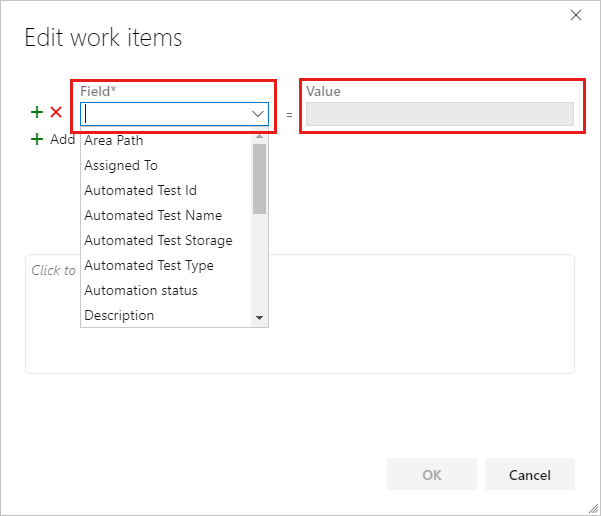 Edit work items
Field*
Value
=
Add
Area Path
Assigned To
Automated Test Id
Automated Test Name
Automated Test Storage
Automated Test Type
Automation status
Description
Click to
OK
Cancel